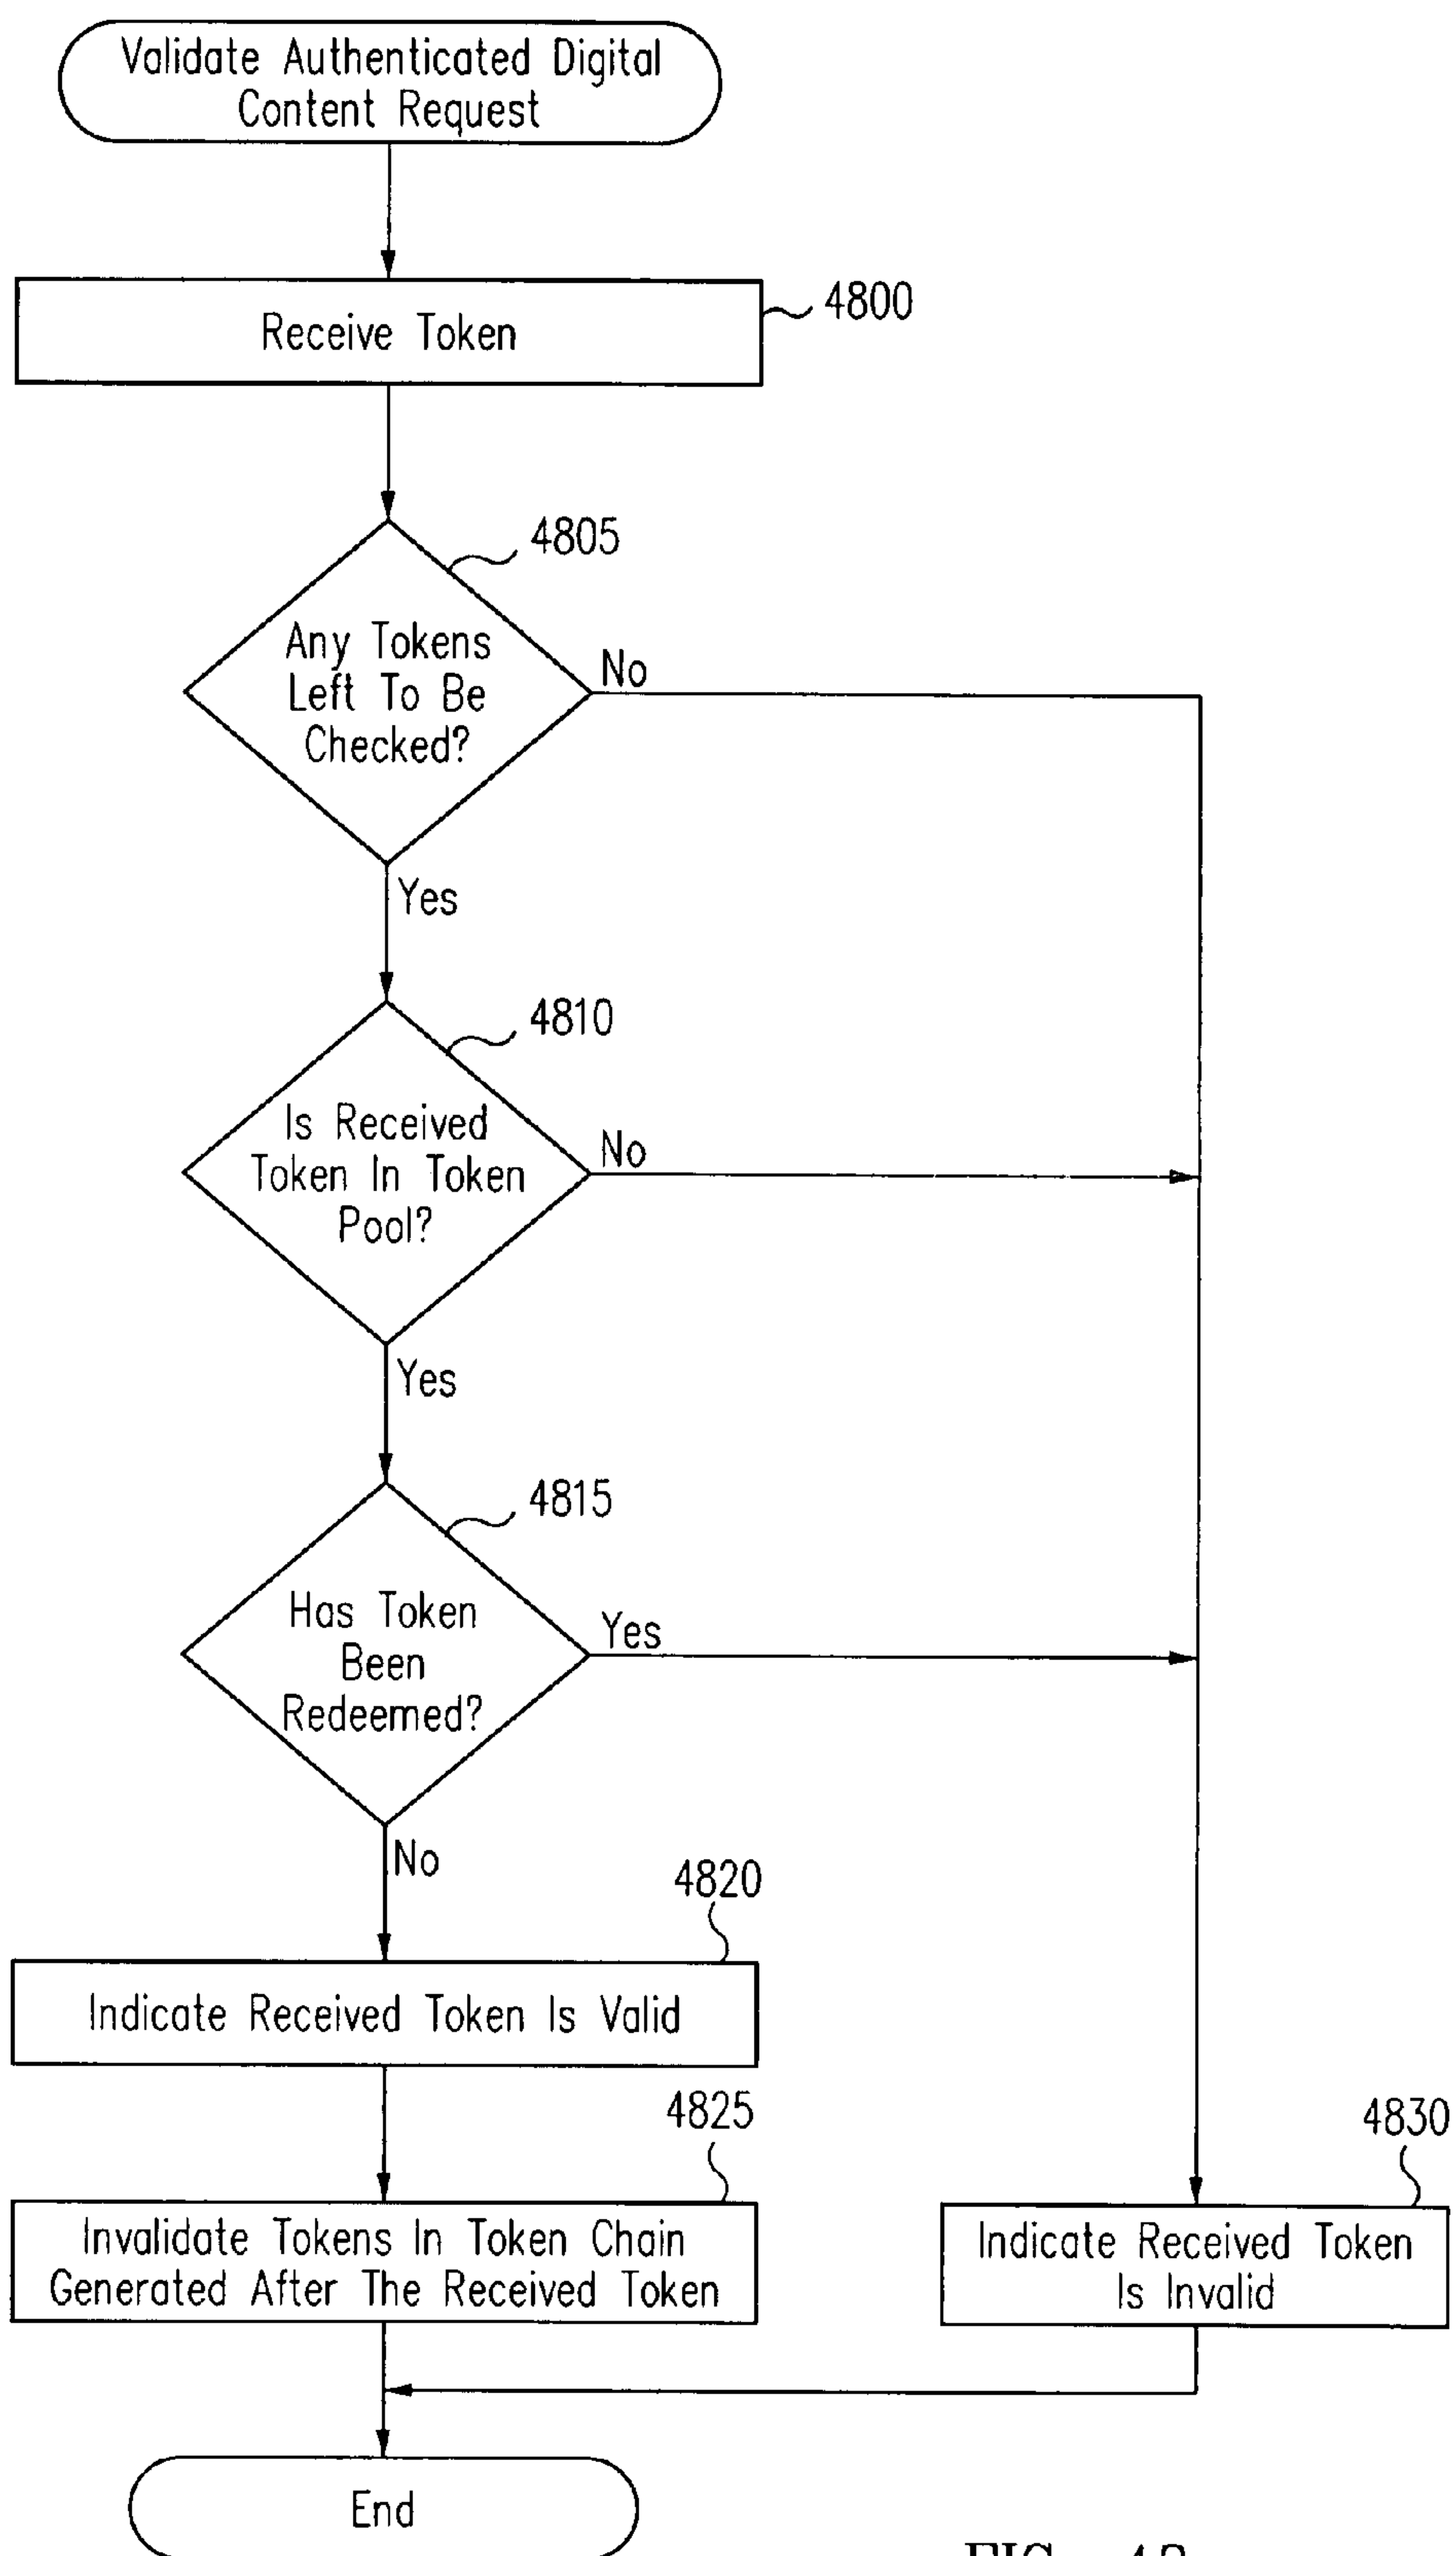 Validate Authenticated Digital
Content Request
Receive Token
4800
4805
Any Tokens
Left To Be
Checked?
No
Yes
4810
Is Received
Token In Token
Pool?
No
Yes
4815
Has Token
Been
Redeemed?
Yes
No
4820
Indicate Received Token Is Valid
4825
Invalidate Tokens In Token Chain
Generated After The Received Token
4830
Indicate Received Token
Is Invalid
End